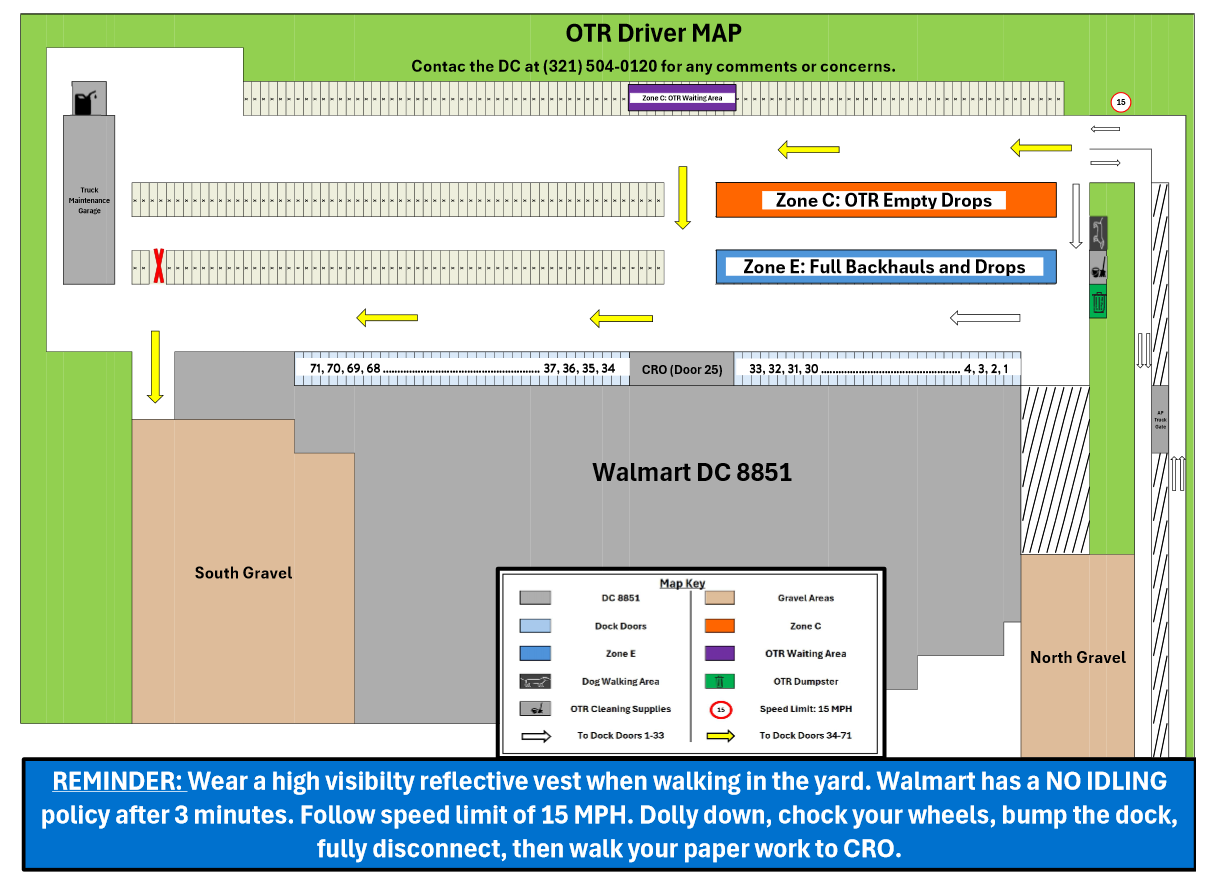 OTR Driver MAP
Contac the DC at (321) 504-0120 for any comments or concerns.
Zone C: OTR Waiting Area
15
Truck
Maintenance
Garage
Zone C: OTR Empty Drops
Zone E: Full Backhauls and Drops
X
71, 70, 69, 68 ................................................ 37, 36, 35, 34
CRO (Door 25)
33, 32, 31, 30 ........................................... 4, 3, 2, 1
AP
Truck
Gate
Walmart DC 8851
South Gravel
North Gravel
Map Key
DC 8851
Gravel Areas
Dock Doors
Zone C
Zone E
OTR Waiting Area
Dog Walking Area
OTR Dumpster
OTR Cleaning Supplies
15
Speed Limit: 15 MPH
To Dock Doors 1-33
To Dock Doors 34-71
REMINDER: Wear a high visibilty reflective vest when walking in the yard. Walmart has a NO IDLING
policy after 3 minutes. Follow speed limit of 15 MPH. Dolly down, chock your wheels, bump the dock,
fully disconnect, then walk your paper work to CRO.